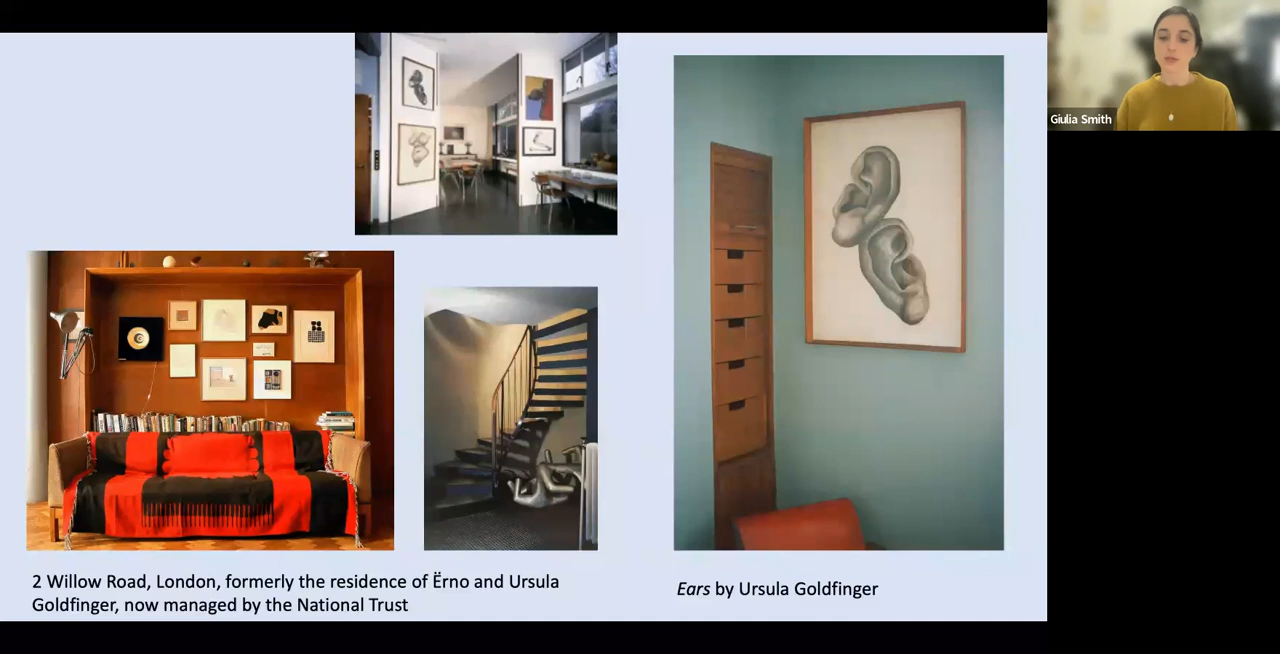 Giulia Smith
2 Willow Road, London, formerly the residence of Ërno and Ursula
Goldfinger, now managed by the National Trust
Ears by Ursula Goldfinger